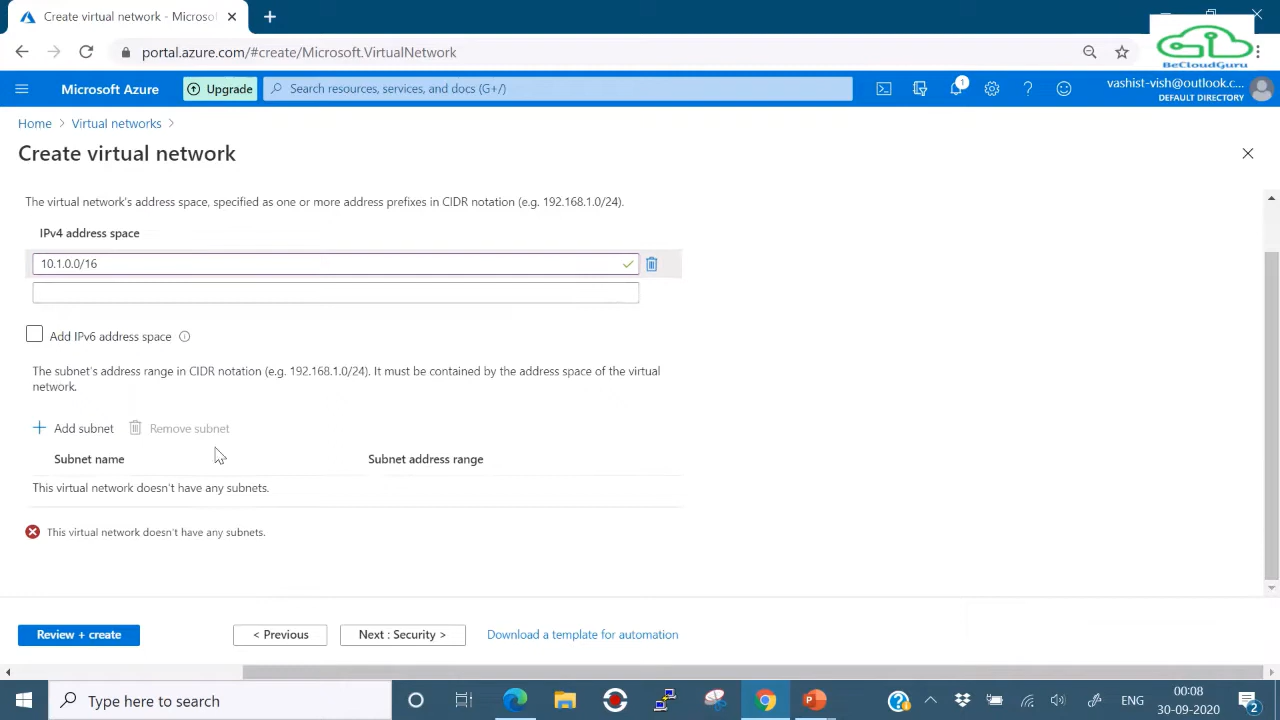 Create virtual network - Microsof
portal.azure.com/#create/Microsoft.VirtualNetwork
BeCloudGuru
Microsoft Azure
Upgrade
Search resources, services, and docs (G+/)
1
vashist-vish@outlook.c...
DEFAULT DIRECTORY
Home > Virtual networks >
Create virtual network
The virtual network's address space, specified as one or more address prefixes in CIDR notation (e.g. 192.168.1.0/24).
IPv4 address space
10.1.0.0/16
Add IPv6 address space
The subnet's address range in CIDR notation (e.g. 192.168.1.0/24). It must be contained by the address space of the virtual
network.
Add subnet Remove subnet
Subnet name Subnet address range
This virtual network doesn't have any subnets.
This virtual network doesn't have any subnets.
Review + create < Previous Next : Security > Download a template for automation
Type here to search
ENG
00:08
30-09-2020
2